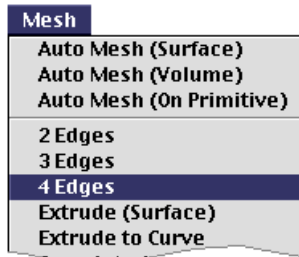 Mesh
Auto Mesh (Surface)
Auto Mesh (Volume)
Auto Mesh (On Primitive)
2 Edges
3 Edges
4 Edges
Extrude (Surface)
Extrude to Curve